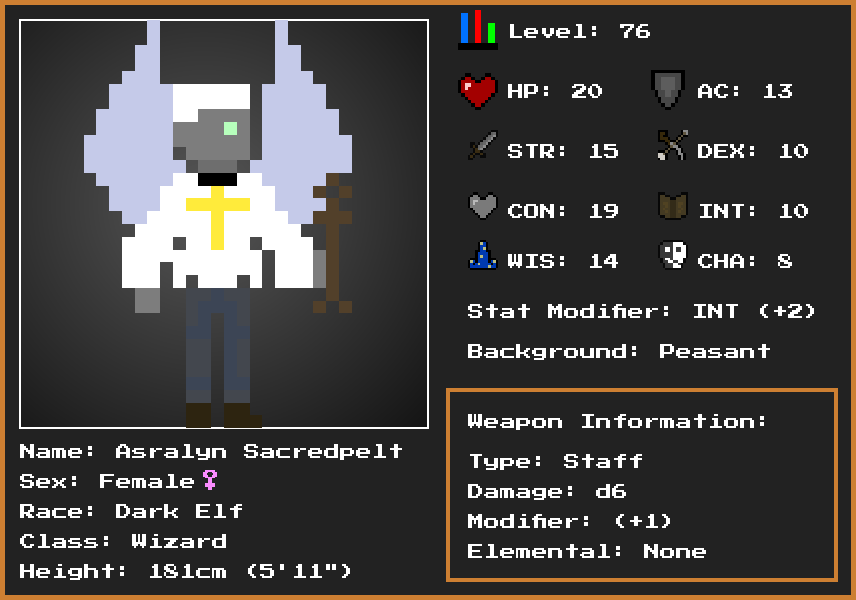 Level: 76
HP: 20 AC: 13
STR: 15 DEX: 10
CON: 19 INT: 10
WIS: 14 CHA: 8
Stat Modifier: INT (+2)
Background: Peasant
Weapon Information:
Type: Staff
Damage: d6
Modifier: (+1)
Elemental: None
Name: Asralyn Sacredpelt
Sex: Female♀
Race: Dark Elf
Class: Wizard
Height: 181cm (5'11")